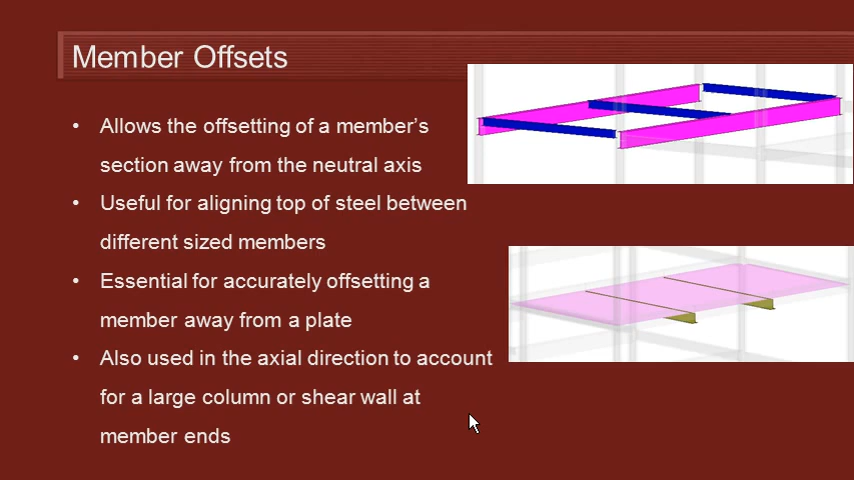 Member Offsets
• Allows the offsetting of a member's
section away from the neutral axis
• Useful for aligning top of steel between
different sized members
• Essential for accurately offsetting a
member away from a plate
• Also used in the axial direction to account
for a large column or shear wall at
member ends